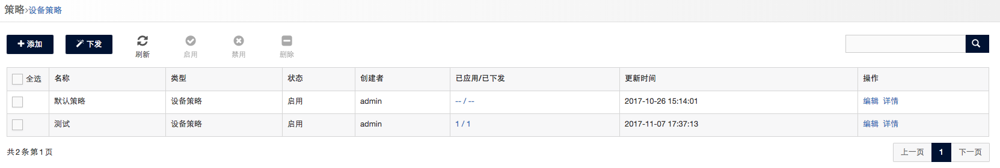 策略>设备策略
添加 下发 刷新 启用 禁用 删除
全选 名称 类型 状态 创建者 已应用/已下发 更新时间 操作
默认策略 设备策略 启用 admin -- / -- 2017-10-26 15:14:01 编辑 详情
测试 设备策略 启用 admin 1 / 1 2017-11-07 17:37:13 编辑 详情
共2条第1页 上一页 1 下一页